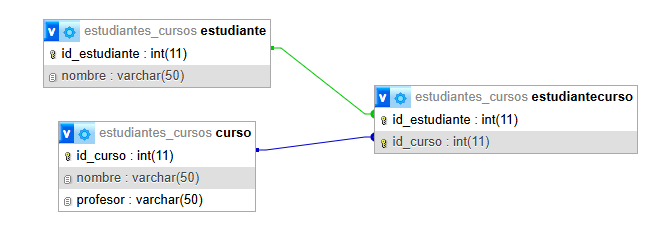 v estudiantes_cursos estudiante
id_estudiante : int(11)
nombre : varchar(50)
v estudiantes_cursos estudiantecurso
id_estudiante : int(11)
id_curso : int(11)
v estudiantes_cursos curso
id_curso : int(11)
nombre : varchar(50)
profesor : varchar(50)